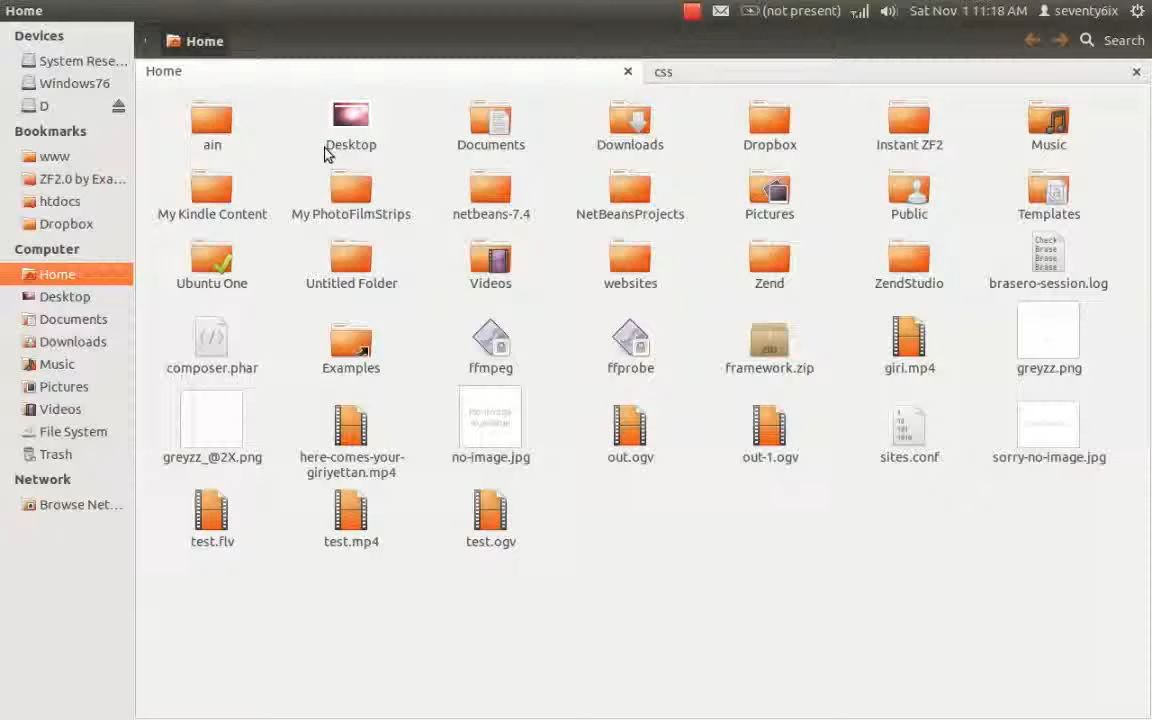 Home
(not present)
Sat Nov 1 11:18 AM
seventy6ix
Devices
System Rese...
Windows76
D
Bookmarks
www
ZF2.0 by Exa...
htdocs
Dropbox
Computer
Home
Desktop
Documents
Downloads
Music
Pictures
Videos
File System
Trash
Network
Browse Net...
Home
Search
Home
css
ain
Desktop
Documents
Downloads
Dropbox
Instant ZF2
Music
My Kindle Content
My PhotoFilmStrips
netbeans-7.4
NetBeansProjects
Pictures
Public
Templates
Ubuntu One
Untitled Folder
Videos
websites
Zend
ZendStudio
Check
Brase
Brase
Brase
brasero-session.log
composer.phar
Examples
ffmpeg
ffprobe
framework.zip
giri.mp4
greyzz.png
greyzz_@2X.png
here-comes-your-
giriyettan.mp4
no-image.jpg
out.ogv
out-1.ogv
sites.conf
sorry-no-image.jpg
test.flv
test.mp4
test.ogv